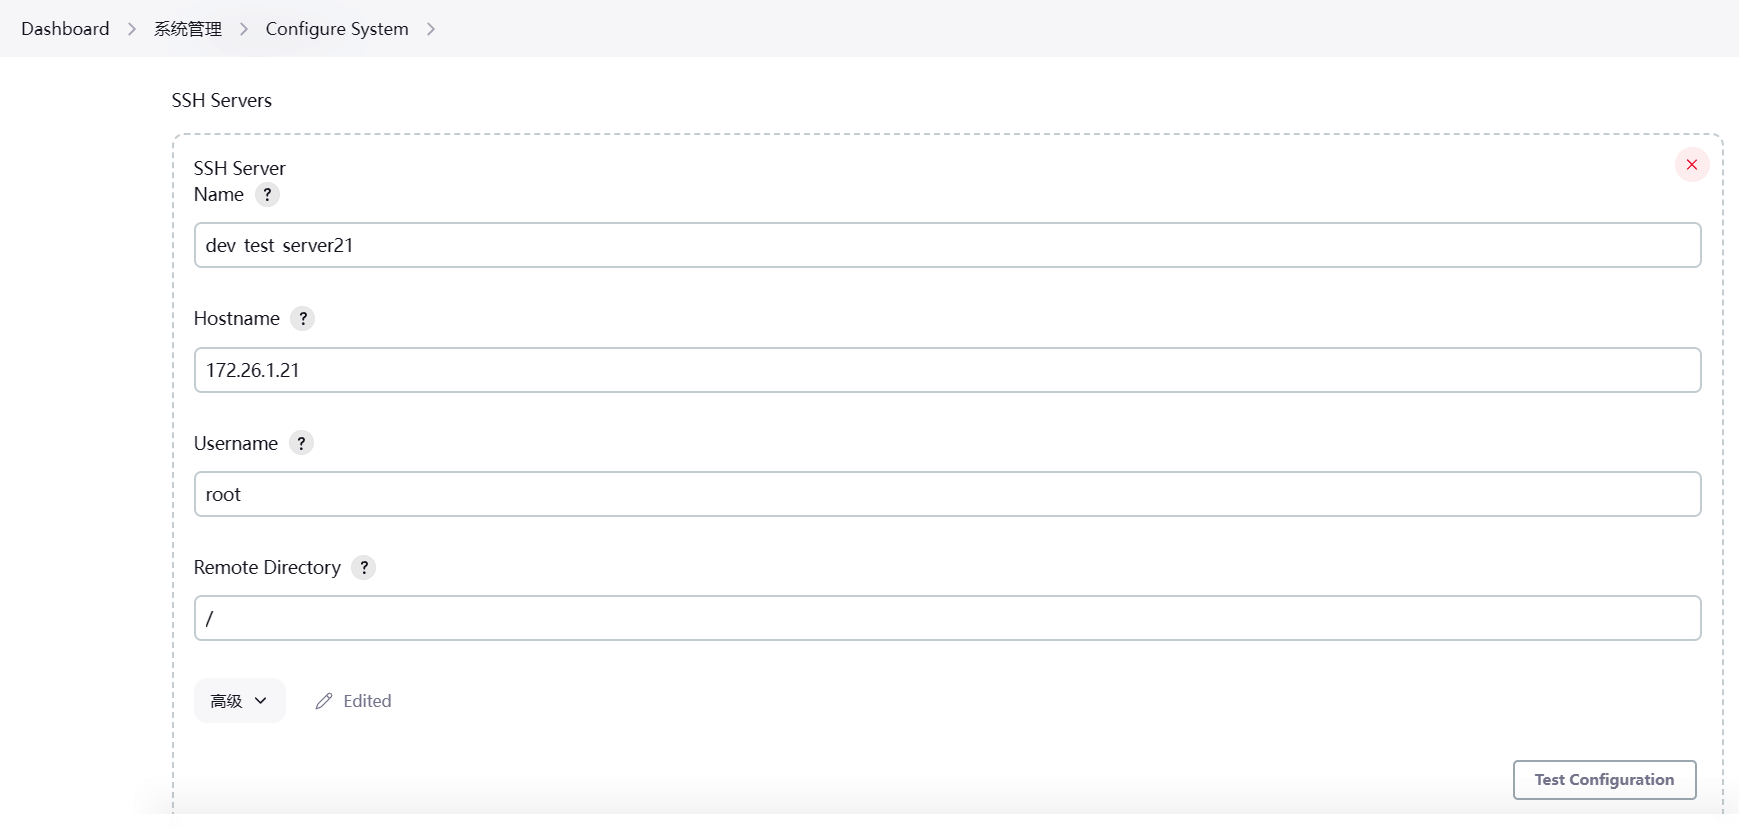 Dashboard > 系统管理 > Configure System >
SSH Servers
SSH Server
Name ?
dev test server21
Hostname ?
172.26.1.21
Username ?
root
Remote Directory ?
/
高级 Edited
Test Configuration